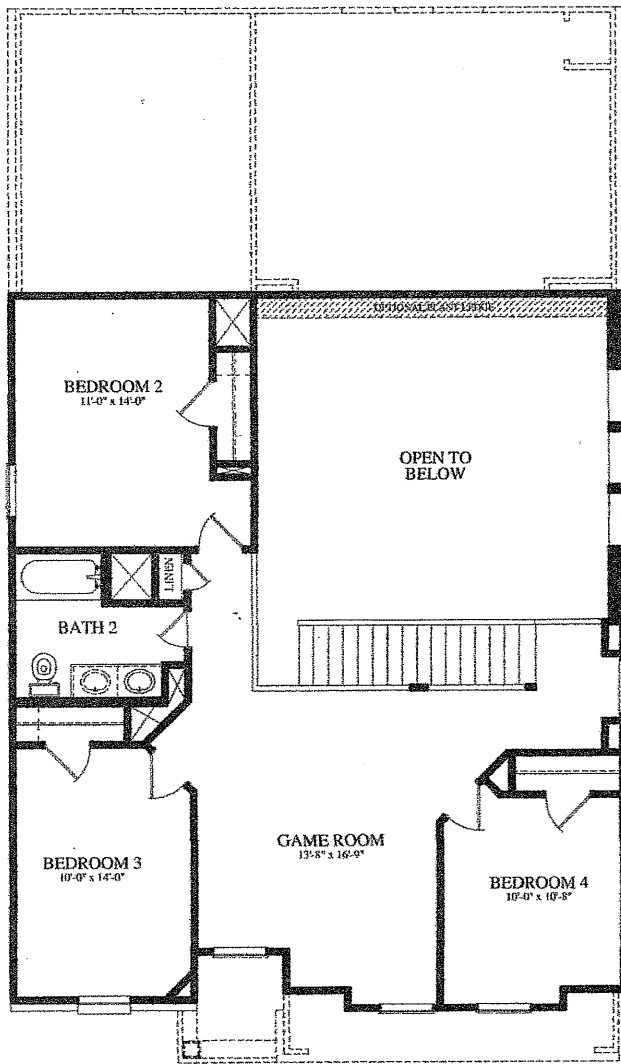 OPTIONAL PLANT LEDGE
BEDROOM 2
11'-0" x 14'-0"
OPEN TO
BELOW
LINEN
BATH 2
GAME ROOM
13'-8" x 16'-9"
BEDROOM 3
10'-0" x 14'-0"
BEDROOM 4
10'-0" x 10'-8"